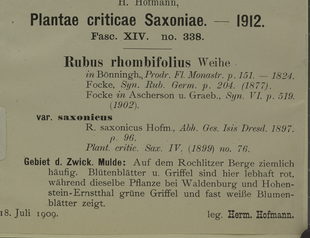 H. Hofmann,
Plantae criticae Saxoniae. — 1912.
Fasc. XIV. no. 338.
Rubus rhombifolius Weihe
in Bönningh., Prodr. Fl. Monastr. p. 151. — 1824.
Focke, Syn. Rub. Germ. p. 204. (1877).
Focke in Ascherson u. Graeb., Syn. VI. p. 519.
(1902).
var. saxonicus
R. saxonicus Hofm., Abh. Ges. Isis Dresd. 1897.
p. 96.
Plant. critic. Sax. IV. (1899) no. 76.
Gebiet d. Zwick. Mulde: Auf dem Rochlitzer Berge ziemlich
häufig. Blütenblätter u. Griffel sind hier lebhaft rot,
während dieselbe Pflanze bei Waldenburg und Hohen-
stein-Ernstthal grüne Griffel und fast weiße Blumen-
blätter zeigt.
18. Juli 1909. leg. Herm. Hofmann.